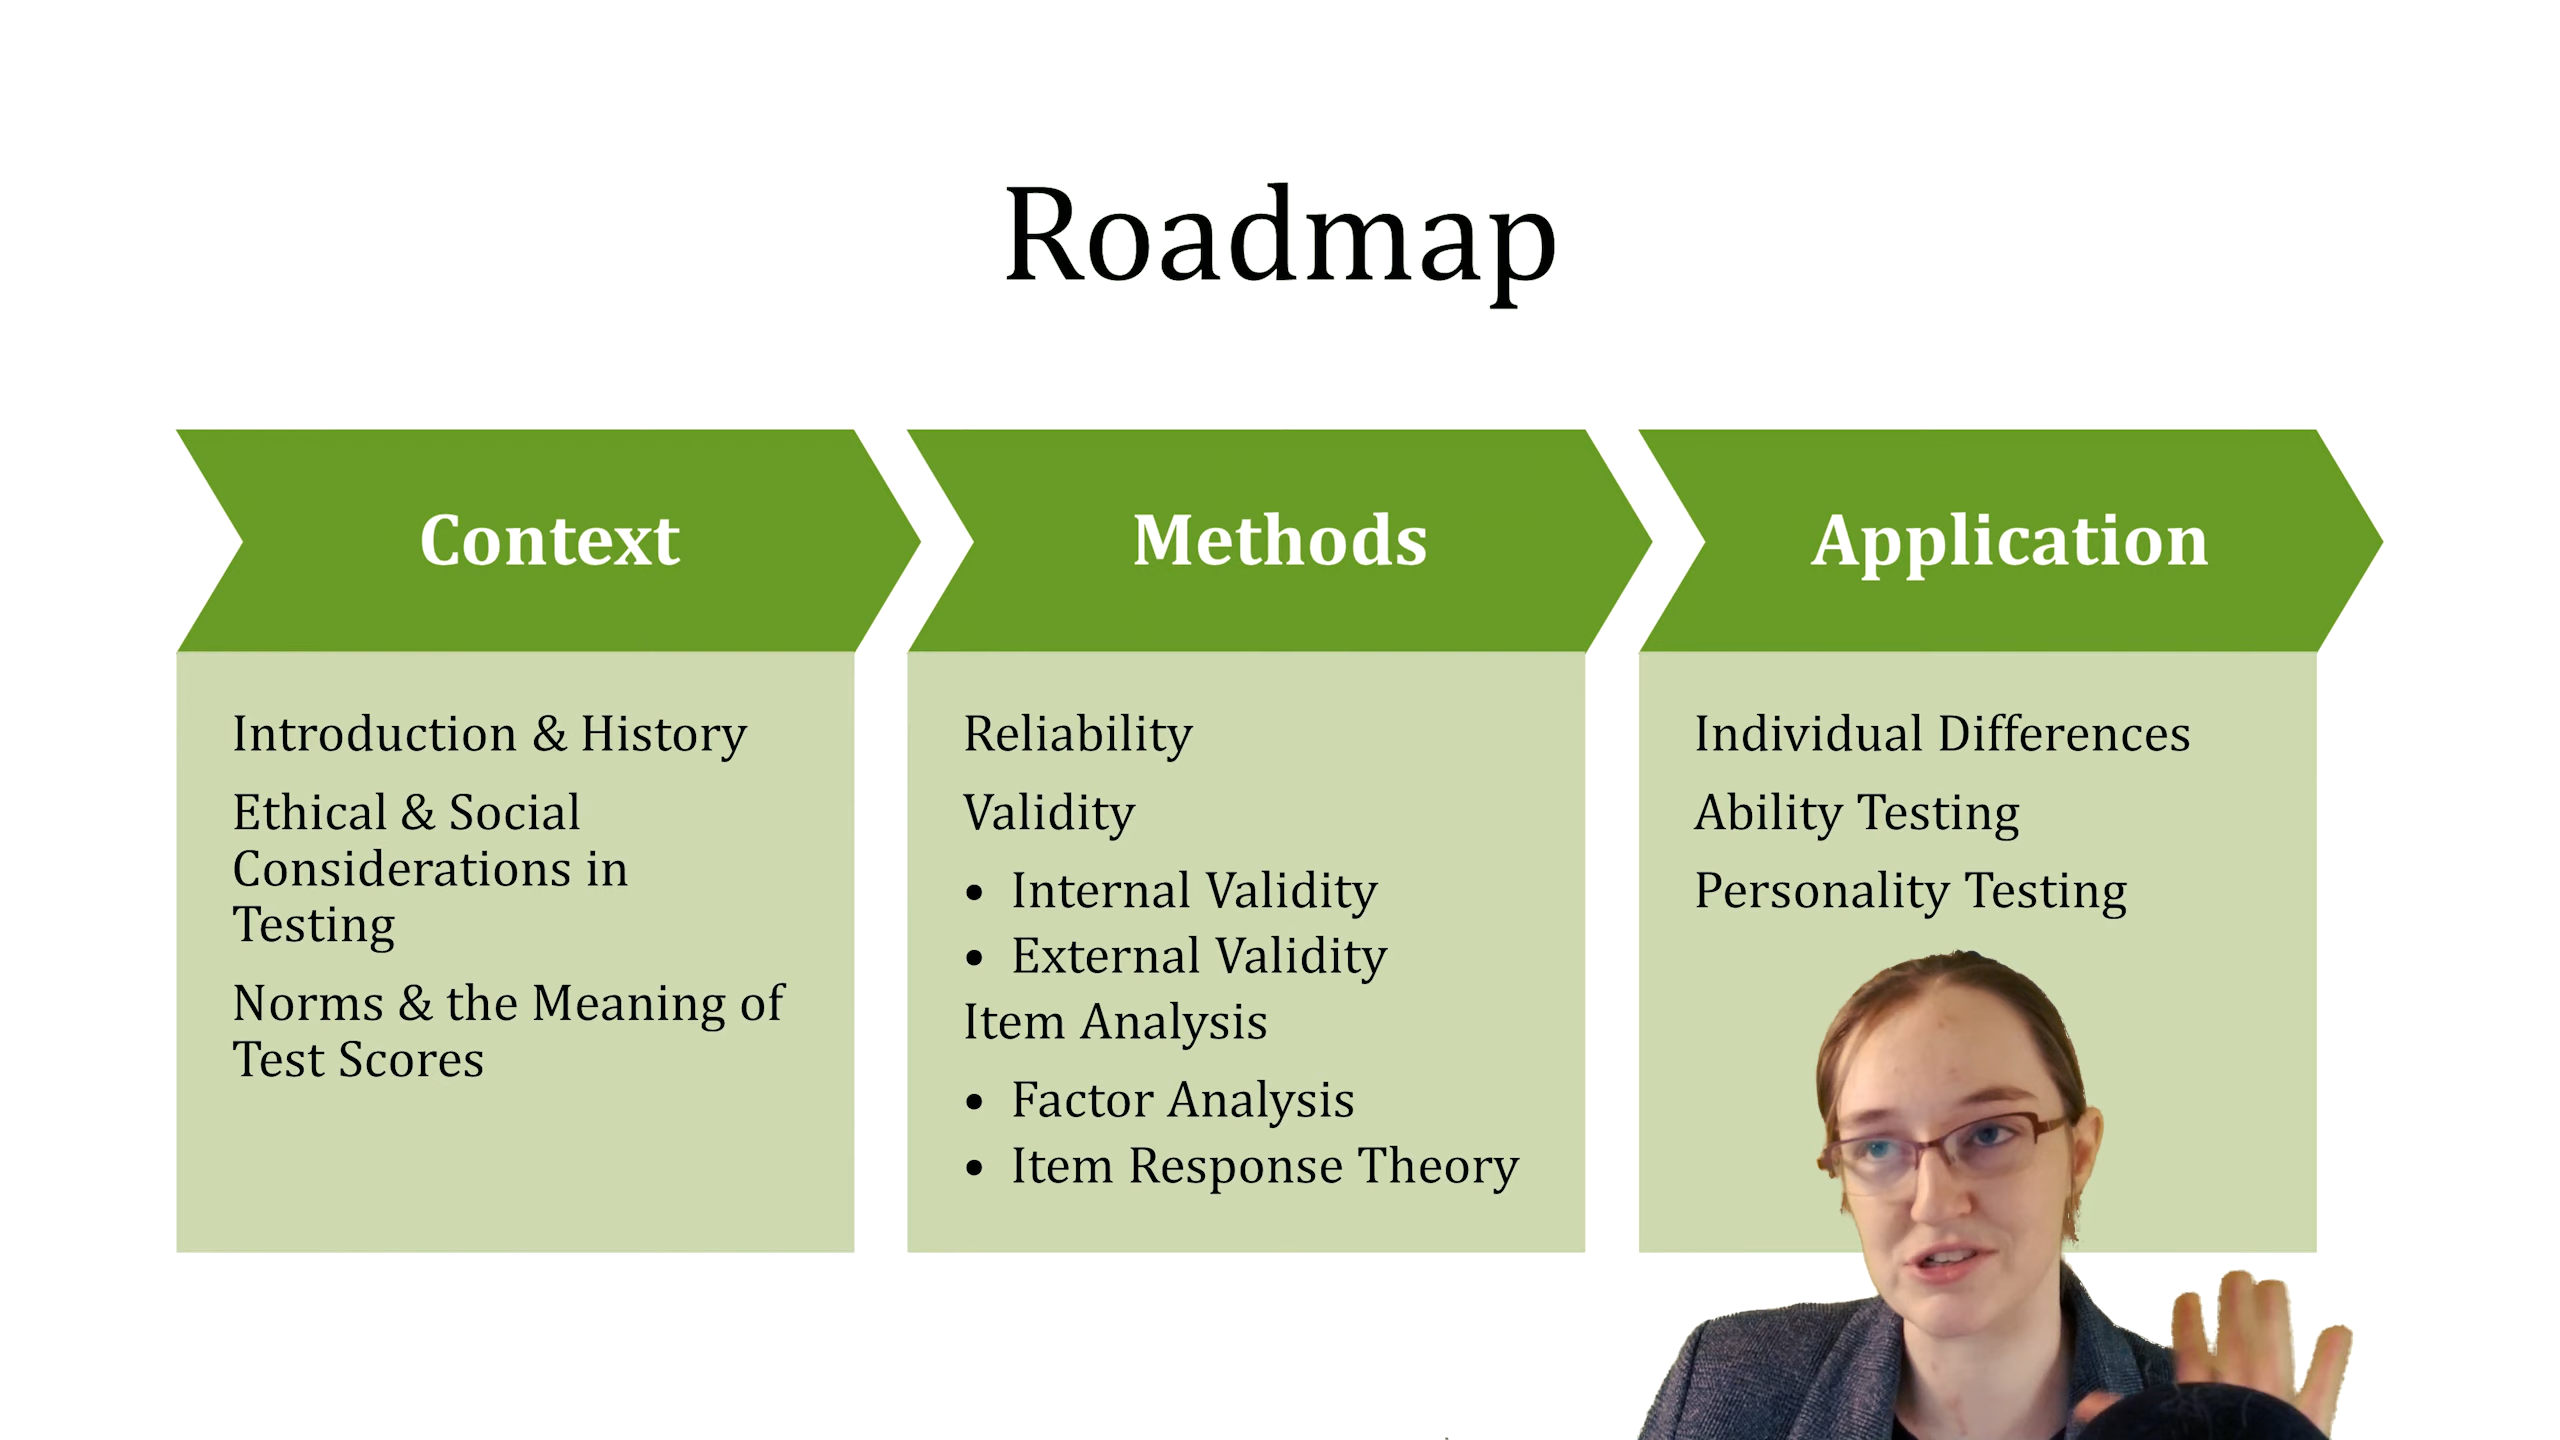 Roadmap
Context
Introduction & History
Ethical & Social
Considerations in
Testing
Norms & the Meaning of
Test Scores
Methods
Reliability
Validity
• Internal Validity
• External Validity
Item Analysis
• Factor Analysis
• Item Response Theory
Application
Individual Differences
Ability Testing
Personality Testing